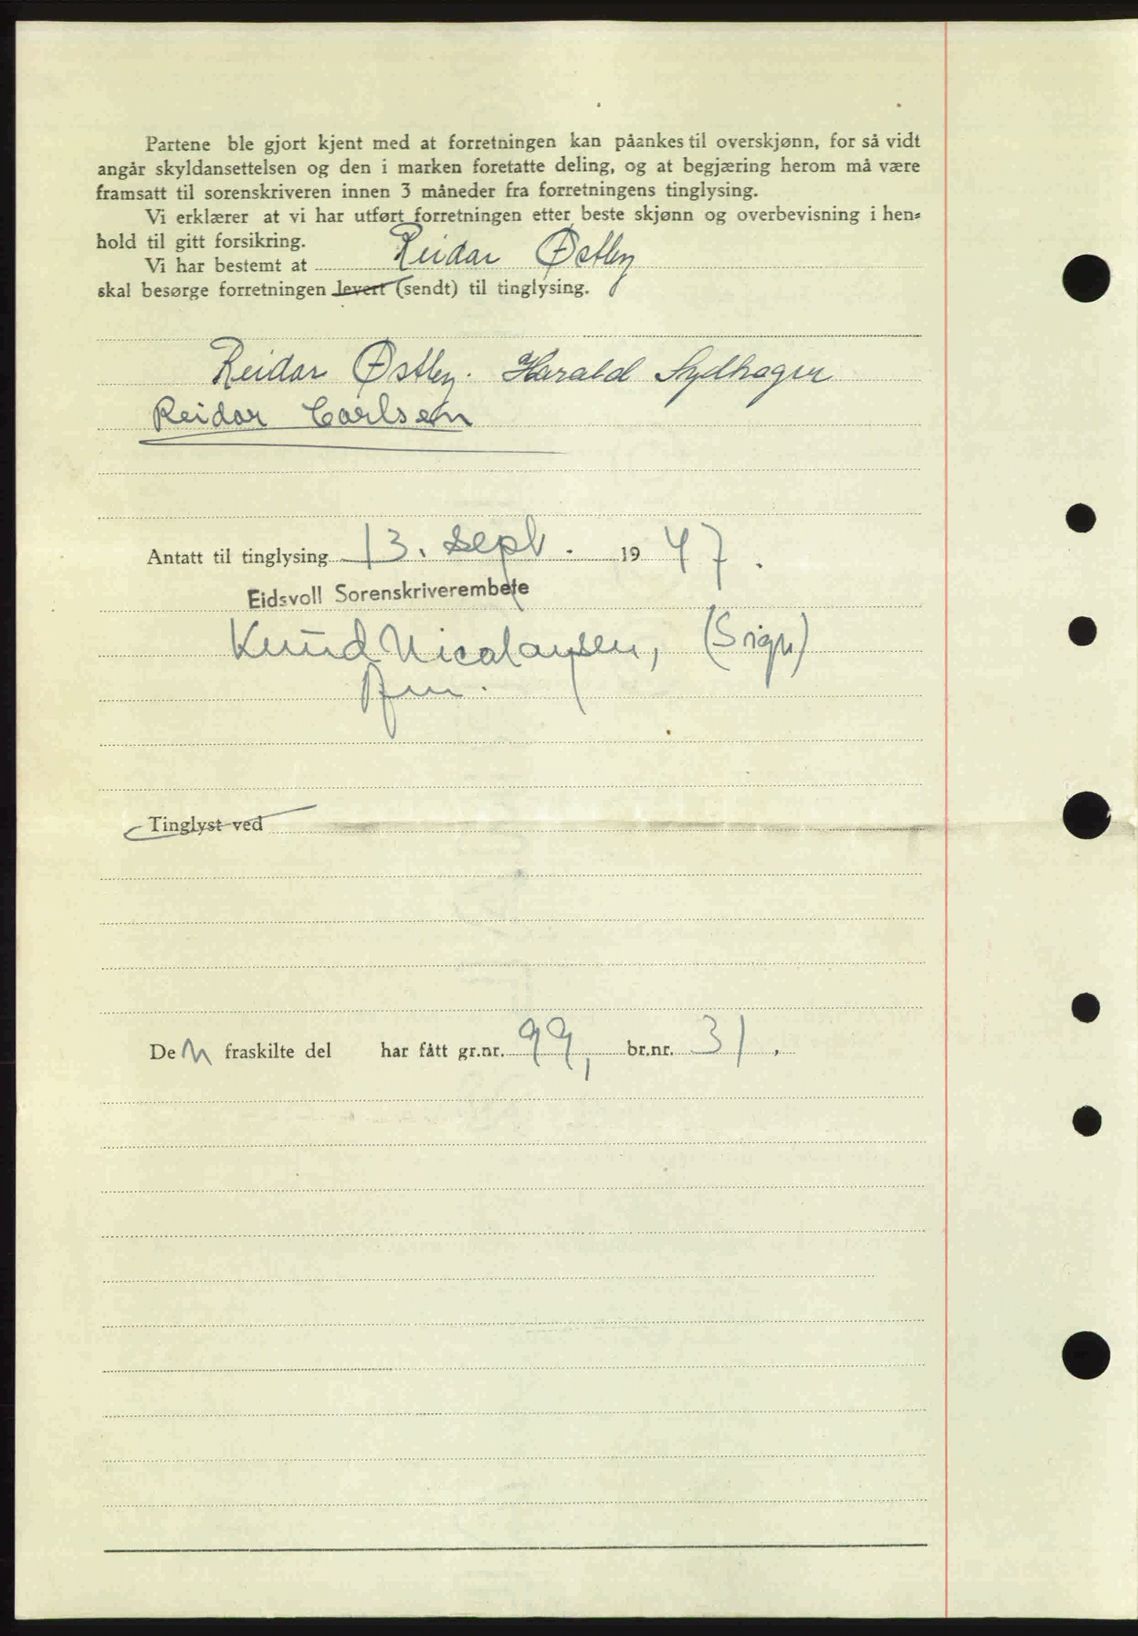 Partene ble gjort kjent med at forretningen kan påankes til overskjønn, for så vidt
angår skyldansettelsen og den i marken foretatte deling, og at begjæring herom må være
framsatt til sorenskriveren innen 3 måneder fra forretningens tinglysing.
Vi erklærer at vi har utført forretningen etter beste skjønn og overbevisning i hen-
hold til gitt forsikring.
Vi har bestemt at Reidar Østby
skal besørge forretningen levert (sendt) til tinglysing.
Reidar Østby. Harald
Reidar Carlsen
Antatt til tinglysing 13. sept. 1947.
Eidsvoll Sorenskriverembete
Knud Nicolaysen, (Sign)
Tinglyst ved
Den fraskilte del har fått gr.nr. 99, br.nr. 31.